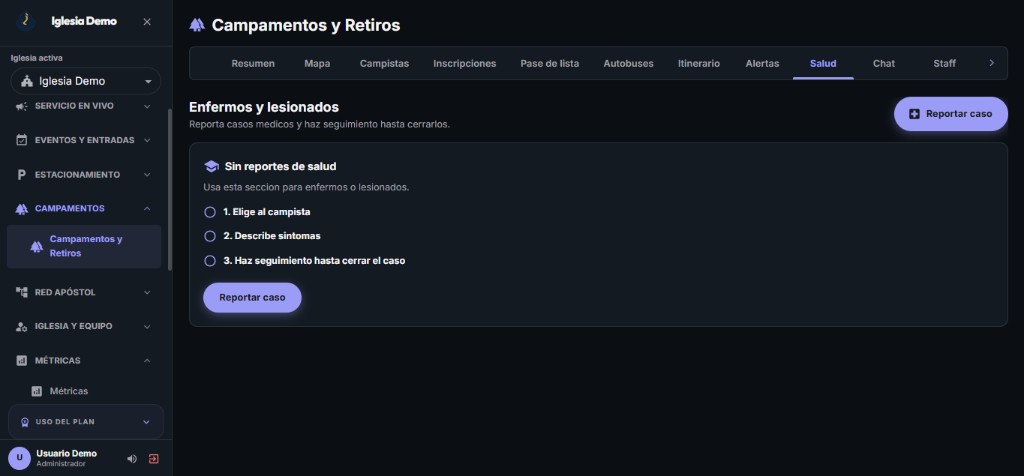 Iglesia Demo
Iglesia activa
Iglesia Demo
SERVICIO EN VIVO
EVENTOS Y ENTRADAS
ESTACIONAMIENTO
CAMPAMENTOS
Campamentos y
Retiros
RED APÓSTOL
IGLESIA Y EQUIPO
MÉTRICAS
Métricas
USO DEL PLAN
U
Usuario Demo
Administrador
Campamentos y Retiros
Resumen
Mapa
Campistas
Inscripciones
Pase de lista
Autobuses
Itinerario
Alertas
Salud
Chat
Staff
Enfermos y lesionados
Reporta casos medicos y haz seguimiento hasta cerrarlos.
Reportar caso
Sin reportes de salud
Usa esta seccion para enfermos o lesionados.
1. Elige al campista
2. Describe sintomas
3. Haz seguimiento hasta cerrar el caso
Reportar caso